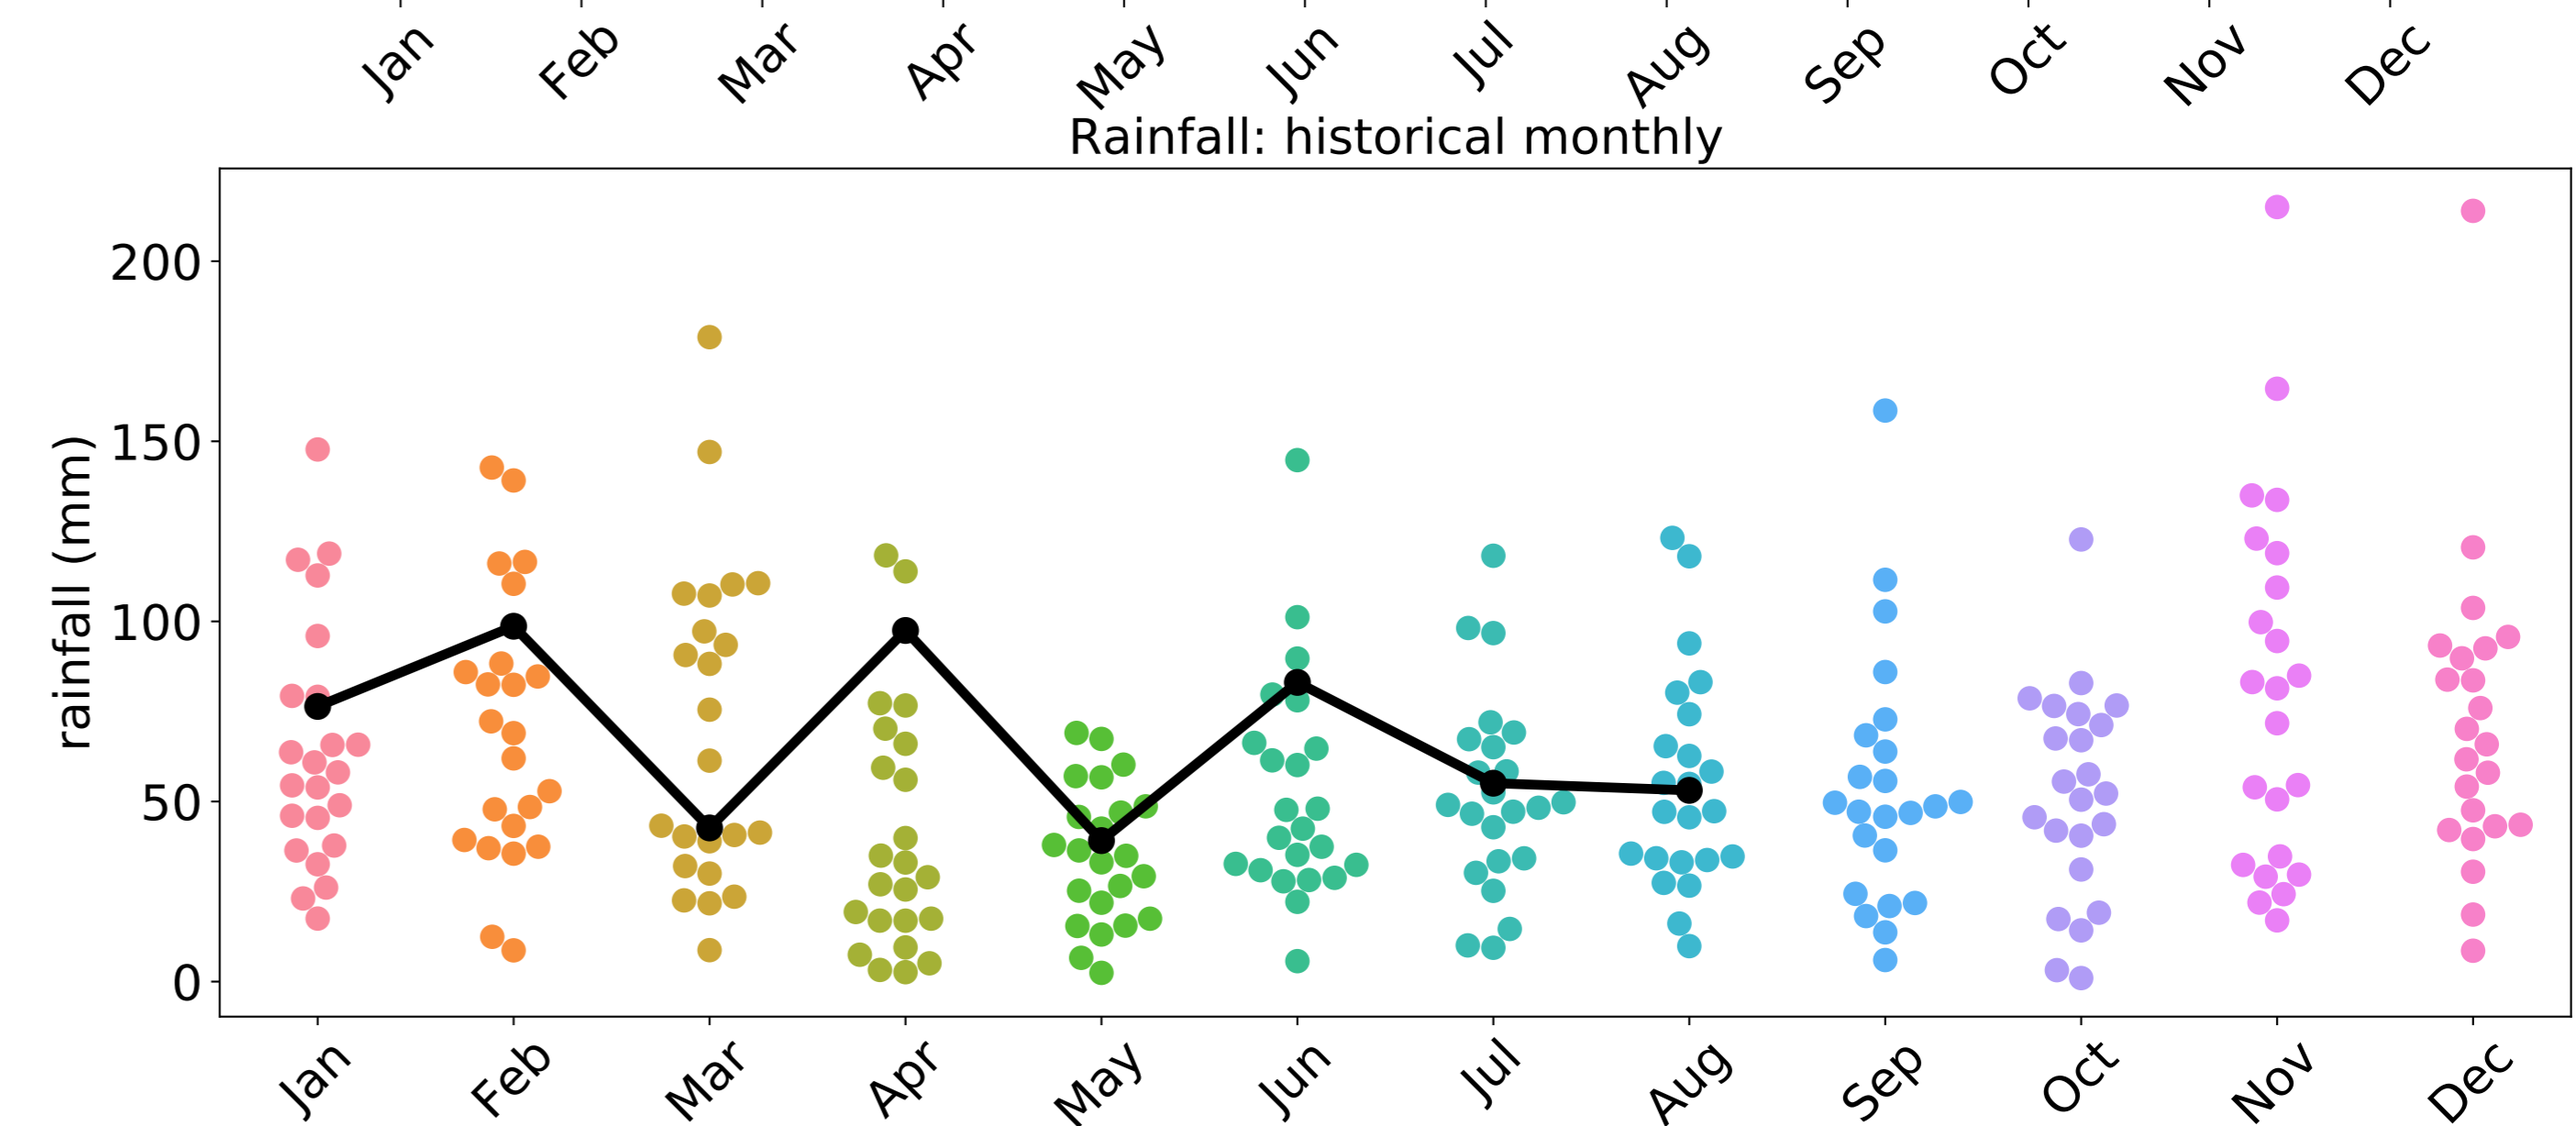 Jan Feb Mar Apr May Jun Jul Aug Sep Oct Nov Dec
Rainfall: historical monthly
rainfall (mm)
200
150
100
50
0
Jan Feb Mar Apr May Jun Jul Aug Sep Oct Nov Dec